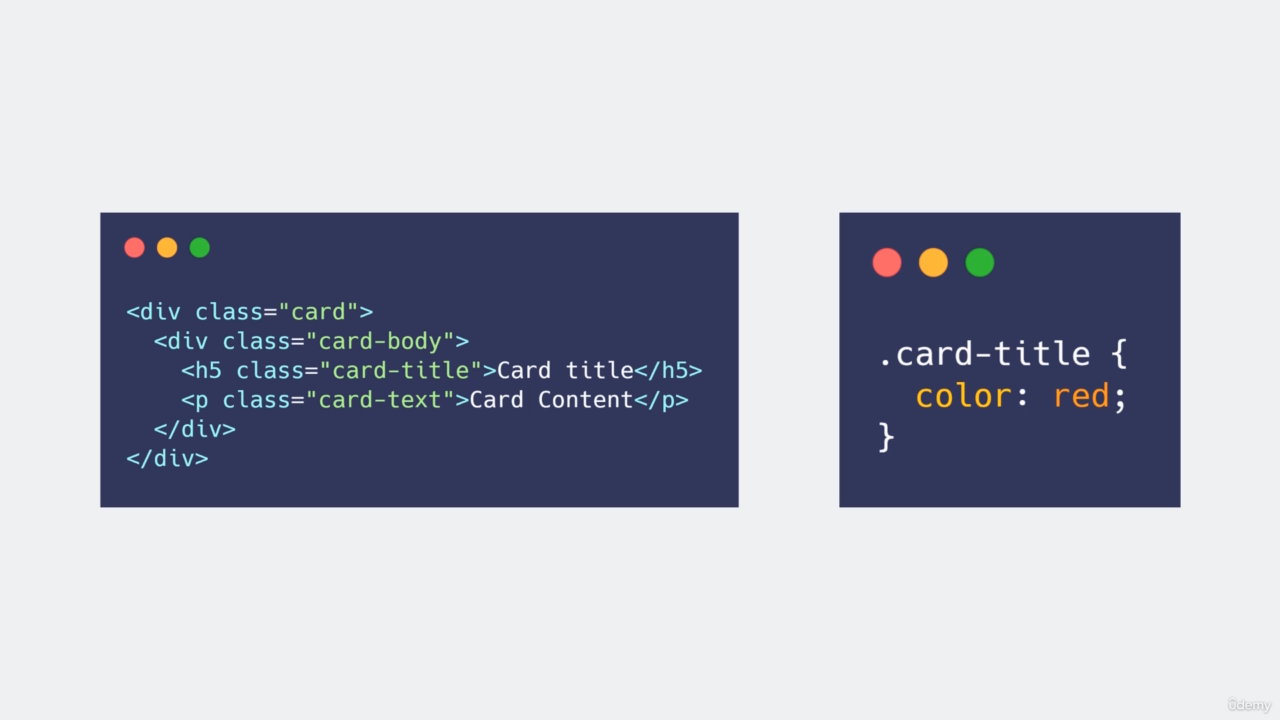 <div class="card">
<div class="card-body">
<h5 class="card-title">Card title</h5>
<p class="card-text">Card Content</p>
</div>
</div>
.card-title {
color: red;
}
ûdemy